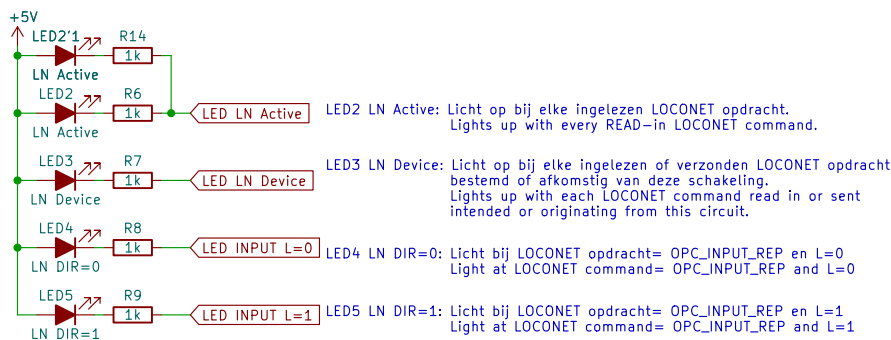 +5V
LED2'1 R14
1k
LN Active
LED2 R6
1k
LN Active
LED LN Active
LED2 LN Active: Licht op bij elke ingelezen LOCONET opdracht.
Lights up with every READ-in LOCONET command.
LED3 R7
1k
LN Device
LED LN Device
LED3 LN Device: Licht op bij elke ingelezen of verzonden LOCONET opdracht
bestemd of afkomstig van deze schakeling.
Lights up with each LOCONET command read in or sent
intended or originating from this circuit.
LED4 R8
1k
LN DIR=0
LED INPUT L=0
LED4 LN DIR=0: Licht bij LOCONET opdracht= OPC_INPUT_REP en L=0
Light at LOCONET command= OPC_INPUT_REP and L=0
LED5 R9
1k
LN DIR=1
LED INPUT L=1
LED5 LN DIR=1: Licht bij LOCONET opdracht= OPC_INPUT_REP en L=1
Light at LOCONET command= OPC_INPUT_REP and L=1